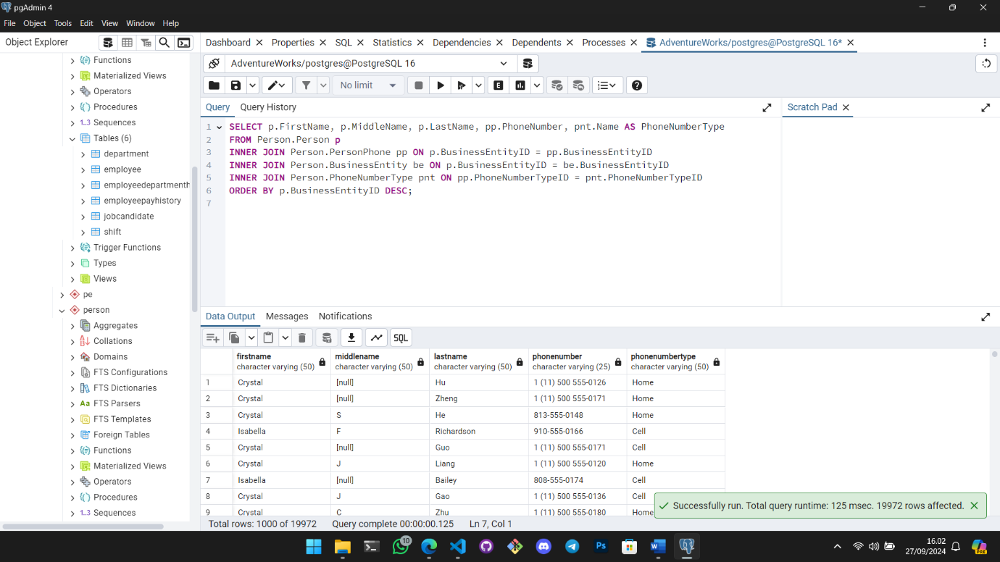 pgAdmin 4
File Object Tools Edit View Window Help
Object Explorer
Dashboard Properties SQL Statistics Dependencies Dependents Processes AdventureWorks/postgres@PostgreSQL 16*
AdventureWorks/postgres@PostgreSQL 16
No limit
E
Functions
Materialized Views
Operators
Procedures
1..3 Sequences
Tables (6)
department
employee
employeedepartmenth
employeepayhistory
jobcandidate
shift
Trigger Functions
Types
Views
pe
person
Aggregates
Collations
Domains
FTS Configurations
FTS Dictionaries
Aa FTS Parsers
FTS Templates
Foreign Tables
Functions
Materialized Views
Operators
Procedures
1..3 Sequences
Query Query History
Scratch Pad
1 SELECT p.FirstName, p.MiddleName, p.LastName, pp.PhoneNumber, pnt.Name AS PhoneNumberType
2 FROM Person.Person p
3 INNER JOIN Person.PersonPhone pp ON p.BusinessEntityID = pp.BusinessEntityID
4 INNER JOIN Person.BusinessEntity be ON p.BusinessEntityID = be.BusinessEntityID
5 INNER JOIN Person.PhoneNumberType pnt ON pp.PhoneNumberTypeID = pnt.PhoneNumberTypeID
6 ORDER BY p.BusinessEntityID DESC;
7
Data Output Messages Notifications
SQL
firstname middlename lastname phonenumber phonenumbertype
character varying (50) character varying (50) character varying (50) character varying (25) character varying (50)
1 Crystal [null] Hu 1 (11) 500 555-0126 Home
2 Crystal [null] Zheng 1 (11) 500 555-0171 Home
3 Crystal S He 813-555-0148 Home
4 Isabella F Richardson 910-555-0166 Cell
5 Crystal [null] Guo 1 (11) 500 555-0171 Cell
6 Crystal J Liang 1 (11) 500 555-0120 Home
7 Isabella [null] Bailey 808-555-0174 Cell
8 Crystal J Gao 1 (11) 500 555-0136 Cell
9 Crystal C Zhu 1 (11) 500 555-0180 Home
Successfully run. Total query runtime: 125 msec. 19972 rows affected.
Total rows: 1000 of 19972 Query complete 00:00:00.125 Ln 7, Col 1
10
Ps
W
16.02
27/09/2024
PRE